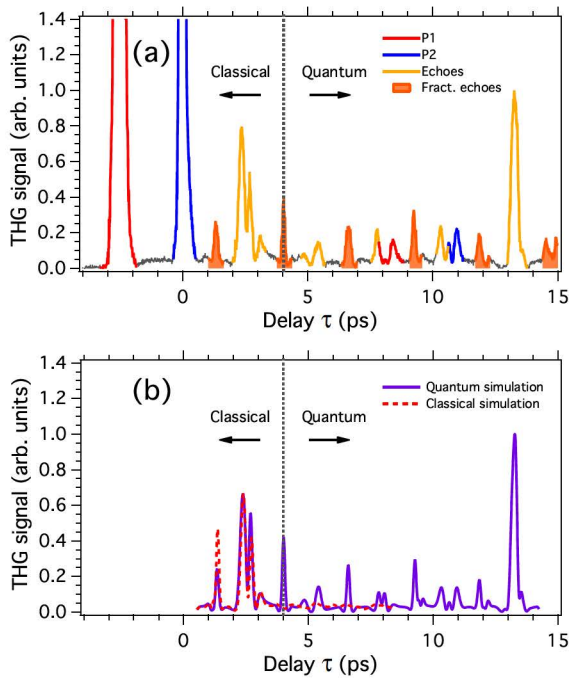 (a)
P1
P2
Echoes
Fract. echoes
Classical
Quantum
THG signal (arb. units)
1.4
1.2
1.0
0.8
0.6
0.4
0.2
0.0
0
5
10
15
Delay τ (ps)
(b)
Quantum simulation
Classical simulation
Classical
Quantum
THG signal (arb. units)
1.4
1.2
1.0
0.8
0.6
0.4
0.2
0.0
0
5
10
15
Delay τ (ps)